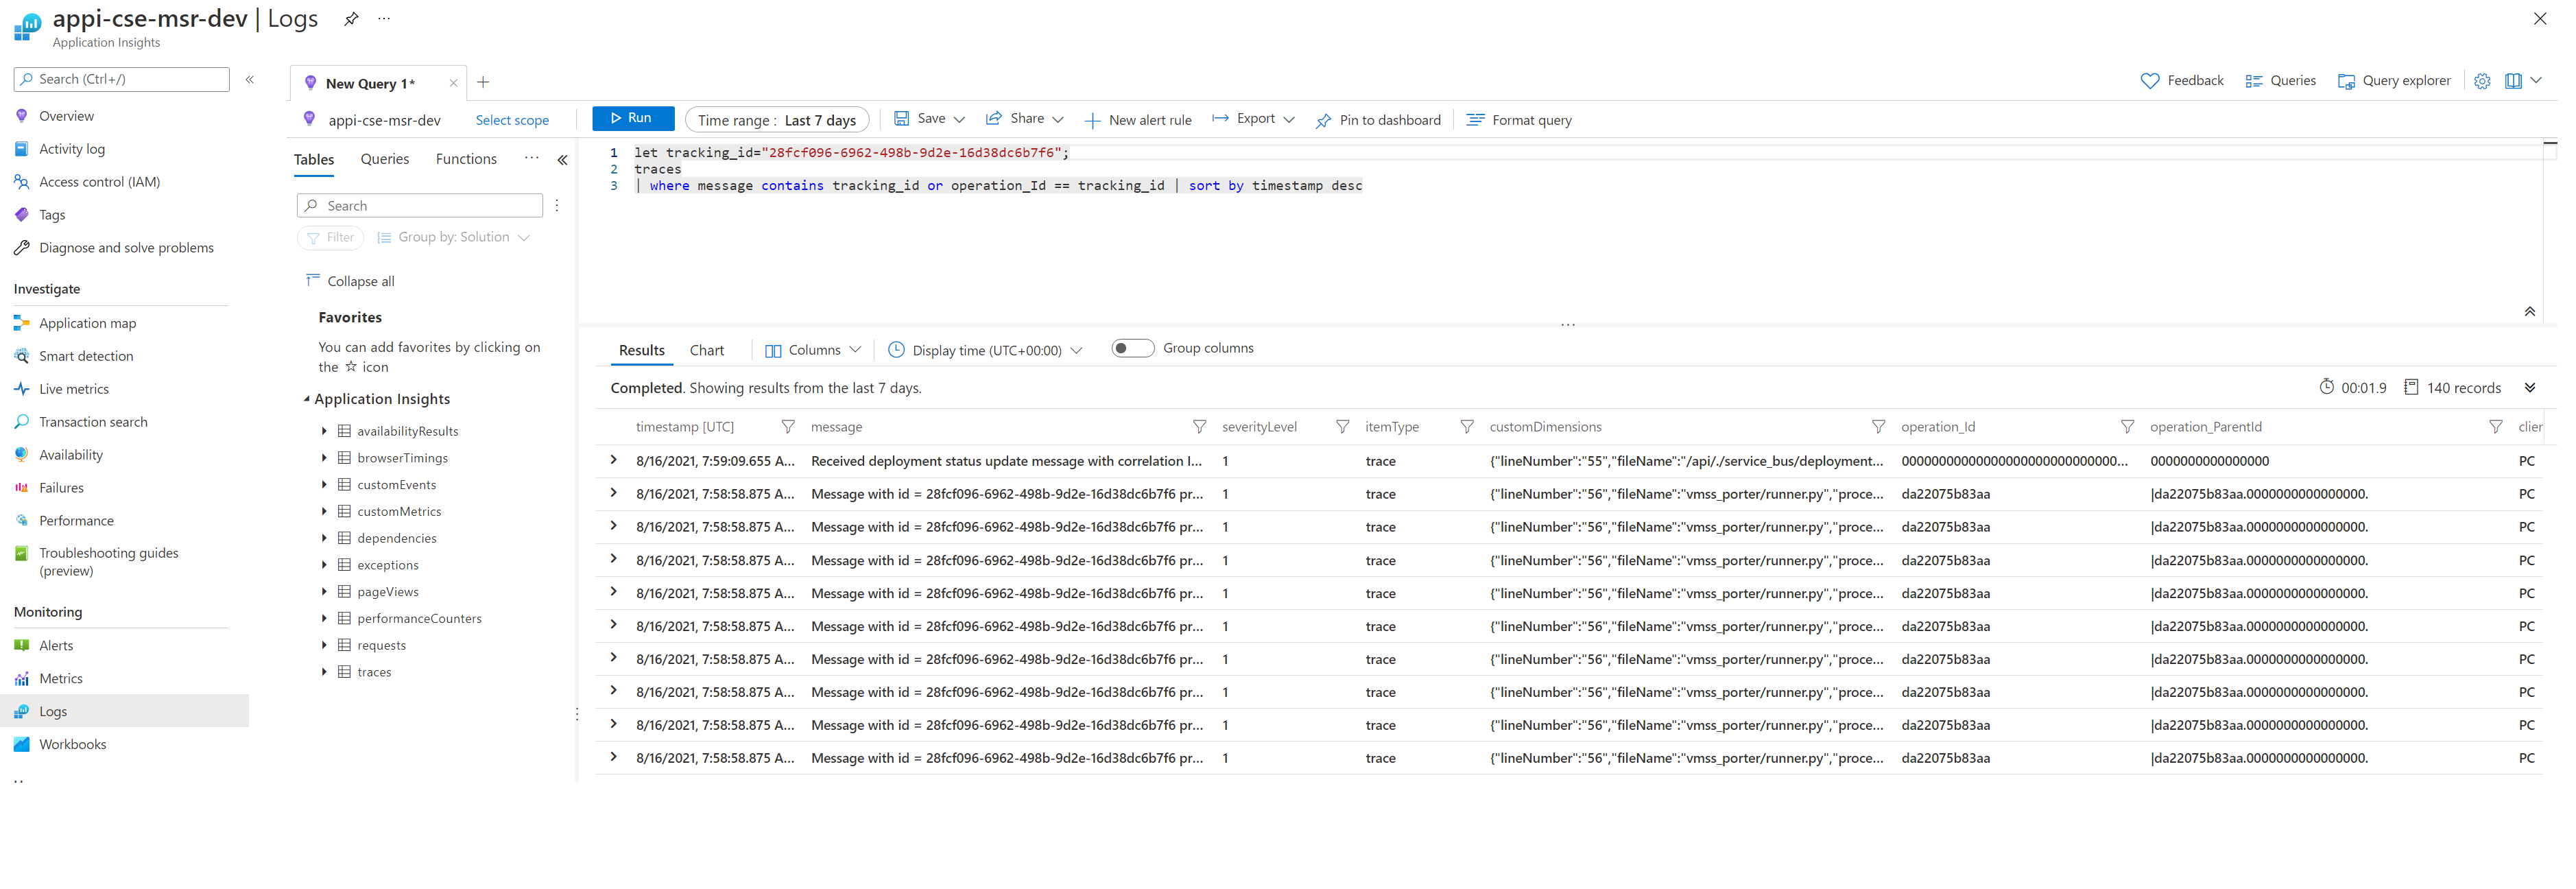 appi-cse-msr-dev | Logs
Application Insights
Search (Ctrl+/)
Overview
Activity log
Access control (IAM)
Tags
Diagnose and solve problems
Investigate
Application map
Smart detection
Live metrics
Transaction search
Availability
Failures
Performance
Troubleshooting guides
(preview)
Monitoring
Alerts
Metrics
Logs
Workbooks
New Query 1*
Feedback
Queries
Query explorer
appi-cse-msr-dev
Select scope
Run
Time range : Last 7 days
Save
Share
New alert rule
Export
Pin to dashboard
Format query
Tables
Queries
Functions
Search
Filter
Group by: Solution
Collapse all
Favorites
You can add favorites by clicking on
the ☆ icon
Application Insights
availabilityResults
browserTimings
customEvents
customMetrics
dependencies
exceptions
pageViews
performanceCounters
requests
traces
1 let tracking_id="28fcf096-6962-498b-9d2e-16d38dc6b7f6";
2 traces
3 | where message contains tracking_id or operation_Id == tracking_id | sort by timestamp desc
Results
Chart
Columns
Display time (UTC+00:00)
Group columns
Completed. Showing results from the last 7 days.
00:01.9
140 records
timestamp [UTC] message severityLevel itemType customDimensions operation_Id operation_ParentId clier
8/16/2021, 7:59:09.655 A... Received deployment status update message with correlation I... 1 trace {"lineNumber":"55","fileName":"/api/./service_bus/deployment... 00000000000000000000000000000... 0000000000000000 PC
8/16/2021, 7:58:58.875 A... Message with id = 28fcf096-6962-498b-9d2e-16d38dc6b7f6 pr... 1 trace {"lineNumber":"56","fileName":"vmss_porter/runner.py","proce... da22075b83aa |da22075b83aa.0000000000000000. PC
8/16/2021, 7:58:58.875 A... Message with id = 28fcf096-6962-498b-9d2e-16d38dc6b7f6 pr... 1 trace {"lineNumber":"56","fileName":"vmss_porter/runner.py","proce... da22075b83aa |da22075b83aa.0000000000000000. PC
8/16/2021, 7:58:58.875 A... Message with id = 28fcf096-6962-498b-9d2e-16d38dc6b7f6 pr... 1 trace {"lineNumber":"56","fileName":"vmss_porter/runner.py","proce... da22075b83aa |da22075b83aa.0000000000000000. PC
8/16/2021, 7:58:58.875 A... Message with id = 28fcf096-6962-498b-9d2e-16d38dc6b7f6 pr... 1 trace {"lineNumber":"56","fileName":"vmss_porter/runner.py","proce... da22075b83aa |da22075b83aa.0000000000000000. PC
8/16/2021, 7:58:58.875 A... Message with id = 28fcf096-6962-498b-9d2e-16d38dc6b7f6 pr... 1 trace {"lineNumber":"56","fileName":"vmss_porter/runner.py","proce... da22075b83aa |da22075b83aa.0000000000000000. PC
8/16/2021, 7:58:58.875 A... Message with id = 28fcf096-6962-498b-9d2e-16d38dc6b7f6 pr... 1 trace {"lineNumber":"56","fileName":"vmss_porter/runner.py","proce... da22075b83aa |da22075b83aa.0000000000000000. PC
8/16/2021, 7:58:58.875 A... Message with id = 28fcf096-6962-498b-9d2e-16d38dc6b7f6 pr... 1 trace {"lineNumber":"56","fileName":"vmss_porter/runner.py","proce... da22075b83aa |da22075b83aa.0000000000000000. PC
8/16/2021, 7:58:58.875 A... Message with id = 28fcf096-6962-498b-9d2e-16d38dc6b7f6 pr... 1 trace {"lineNumber":"56","fileName":"vmss_porter/runner.py","proce... da22075b83aa |da22075b83aa.0000000000000000. PC
8/16/2021, 7:58:58.875 A... Message with id = 28fcf096-6962-498b-9d2e-16d38dc6b7f6 pr... 1 trace {"lineNumber":"56","fileName":"vmss_porter/runner.py","proce... da22075b83aa |da22075b83aa.0000000000000000. PC